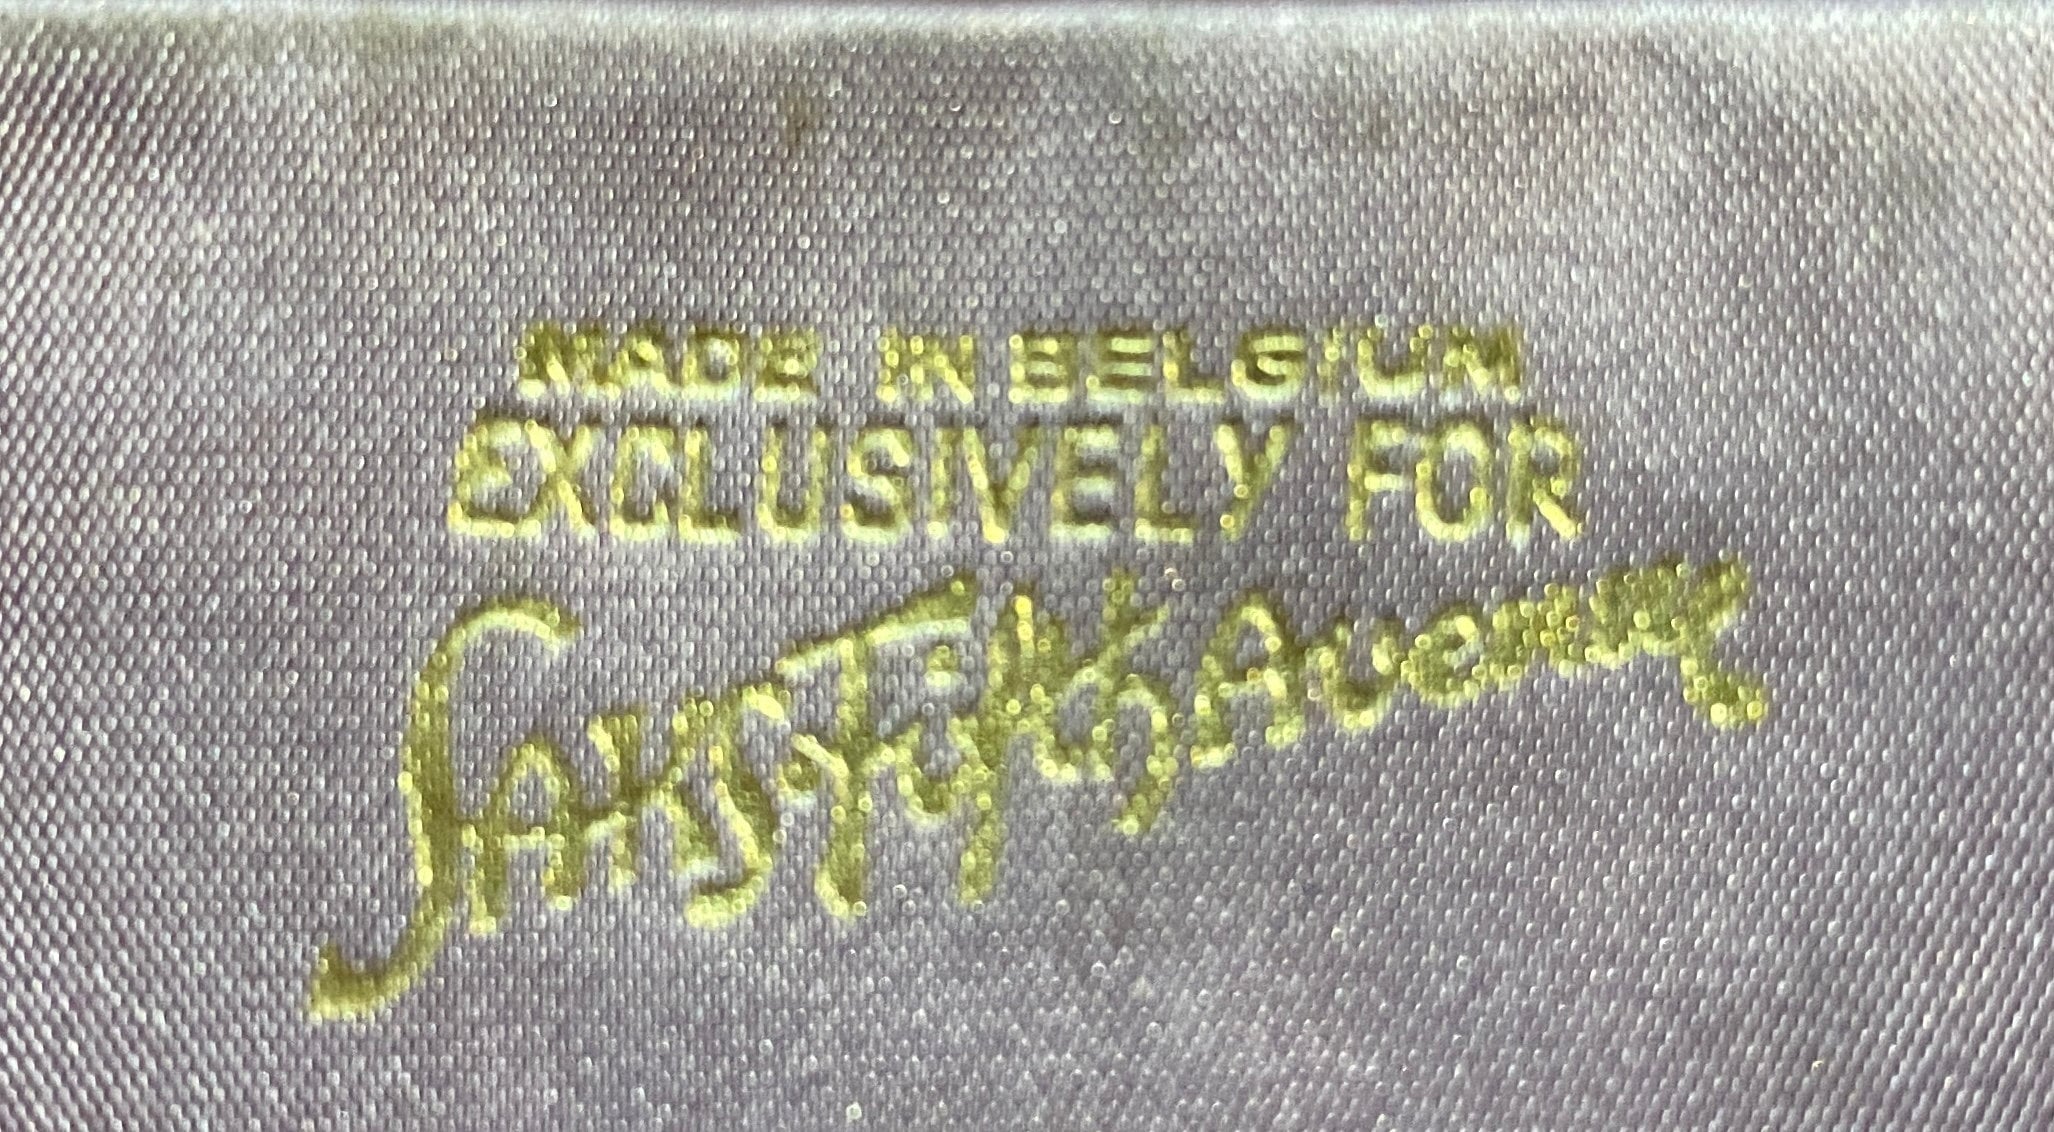 MADE IN BELGIUM
EXCLUSIVELY FOR
Saks Fifth Avenue